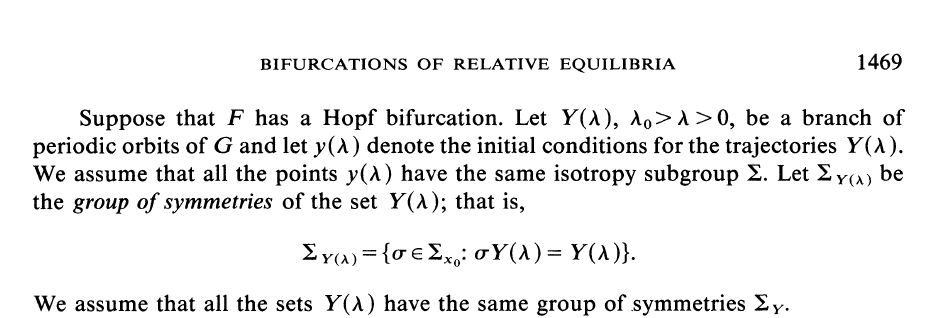 BIFURCATIONS OF RELATIVE EQUILIBRIA 1469
Suppose that F has a Hopf bifurcation. Let Y(λ), λ₀>λ>0, be a branch of
periodic orbits of G and let y(λ) denote the initial conditions for the trajectories Y(λ).
We assume that all the points y(λ) have the same isotropy subgroup Σ. Let Σ_{Y(λ)} be
the group of symmetries of the set Y(λ); that is,
Σ_{Y(λ)}={σ∈Σ_{x₀}: σY(λ)= Y(λ)}.
We assume that all the sets Y(λ) have the same group of symmetries Σ_Y.